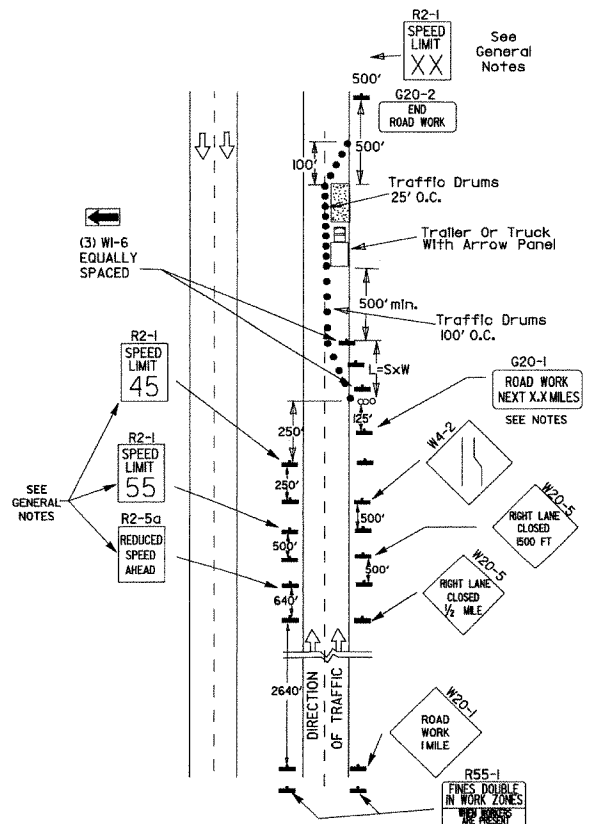 R2-1
SPEED
LIMIT
XX
See
General
Notes
500'
G20-2
END
ROAD WORK
500'
100'
Traffic Drums
25' O.C.
Trailer Or Truck
With Arrow Panel
(3) WI-6
EQUALLY
SPACED
500' min.
Traffic Drums
100' O.C.
R2-1
SPEED
LIMIT
45
L=SxW
G20-1
ROAD WORK
NEXT X.X MILES
SEE NOTES
125'
250'
W4-2
R2-1
SPEED
LIMIT
55
250'
500'
W20-5
RIGHT LANE
CLOSED
1500 FT
SEE
GENERAL
NOTES
500'
R2-5a
REDUCED
SPEED
AHEAD
500'
W20-5
RIGHT LANE
CLOSED
1/2 MILE
640'
2640'
DIRECTION
OF TRAFFIC
W20-1
ROAD
WORK
1 MILE
R55-1
FINES DOUBLE
IN WORK ZONES
WHEN WORKERS
ARE PRESENT